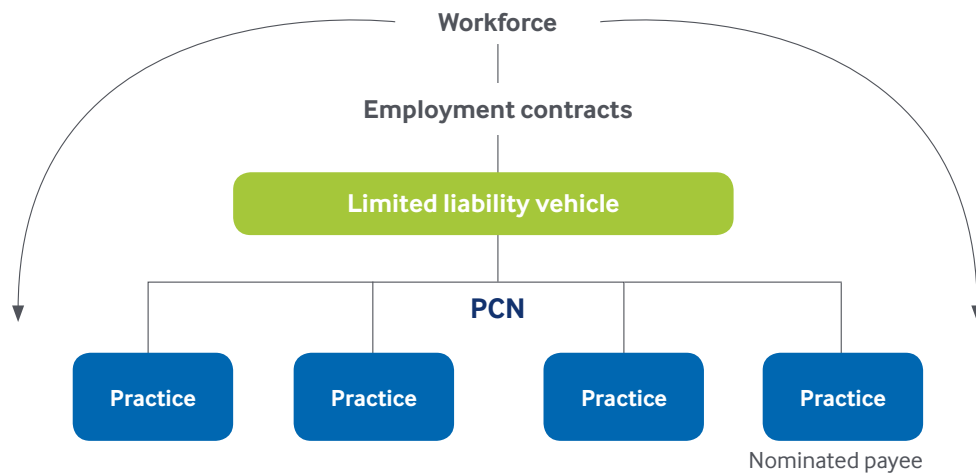 Workforce
Employment contracts
Limited liability vehicle
PCN
Practice
Practice
Practice
Practice
Nominated payee